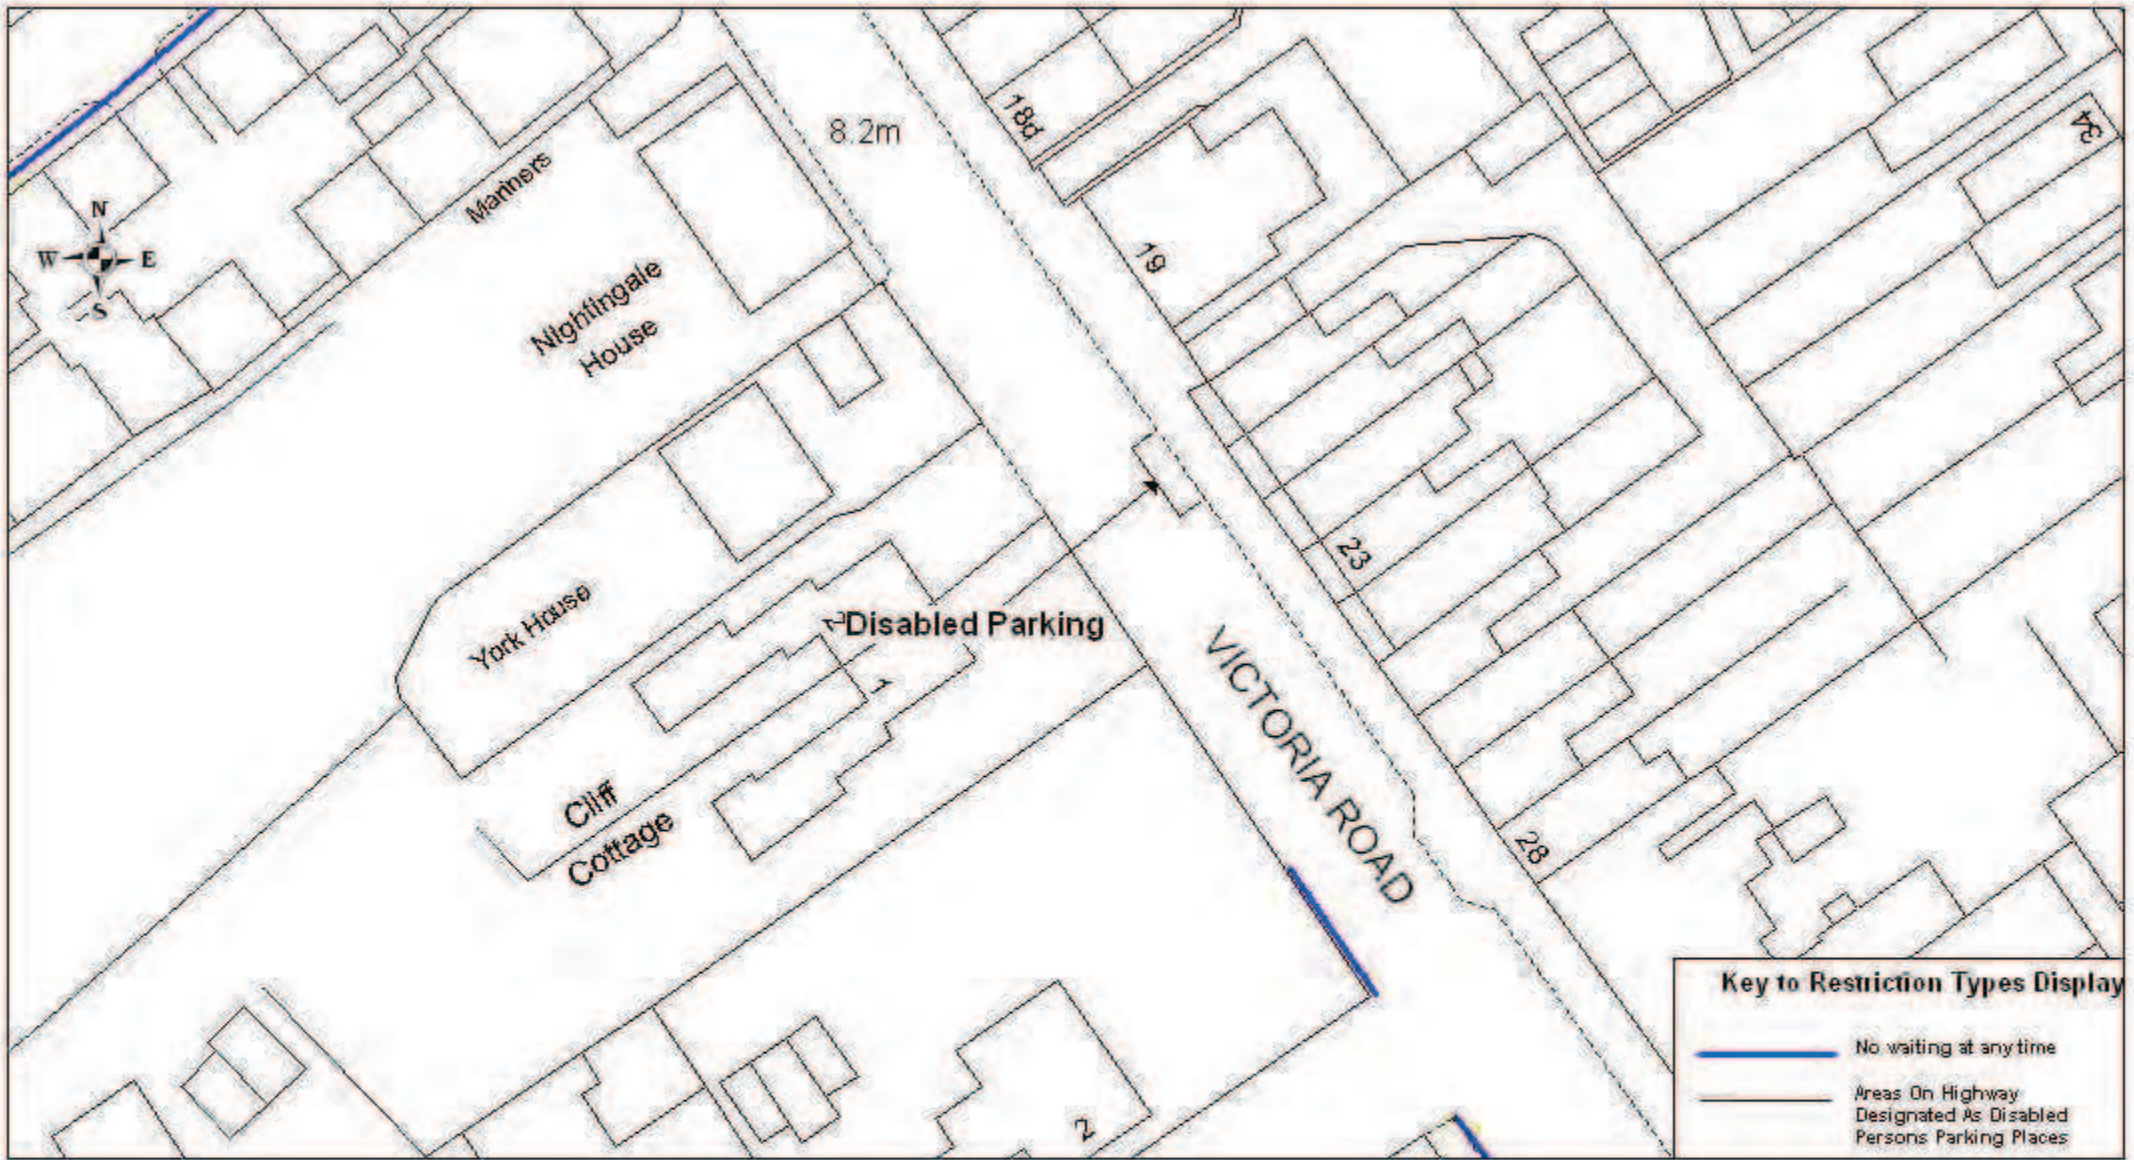 18d
8.2m
34
Mariners
N
W E
S
19
Nightingale
House
23
York House
2
Disabled Parking
1
VICTORIA ROAD
Cliff
Cottage
28
2
Key to Restriction Types Display
No waiting at any time
Areas On Highway
Designated As Disabled
Persons Parking Places